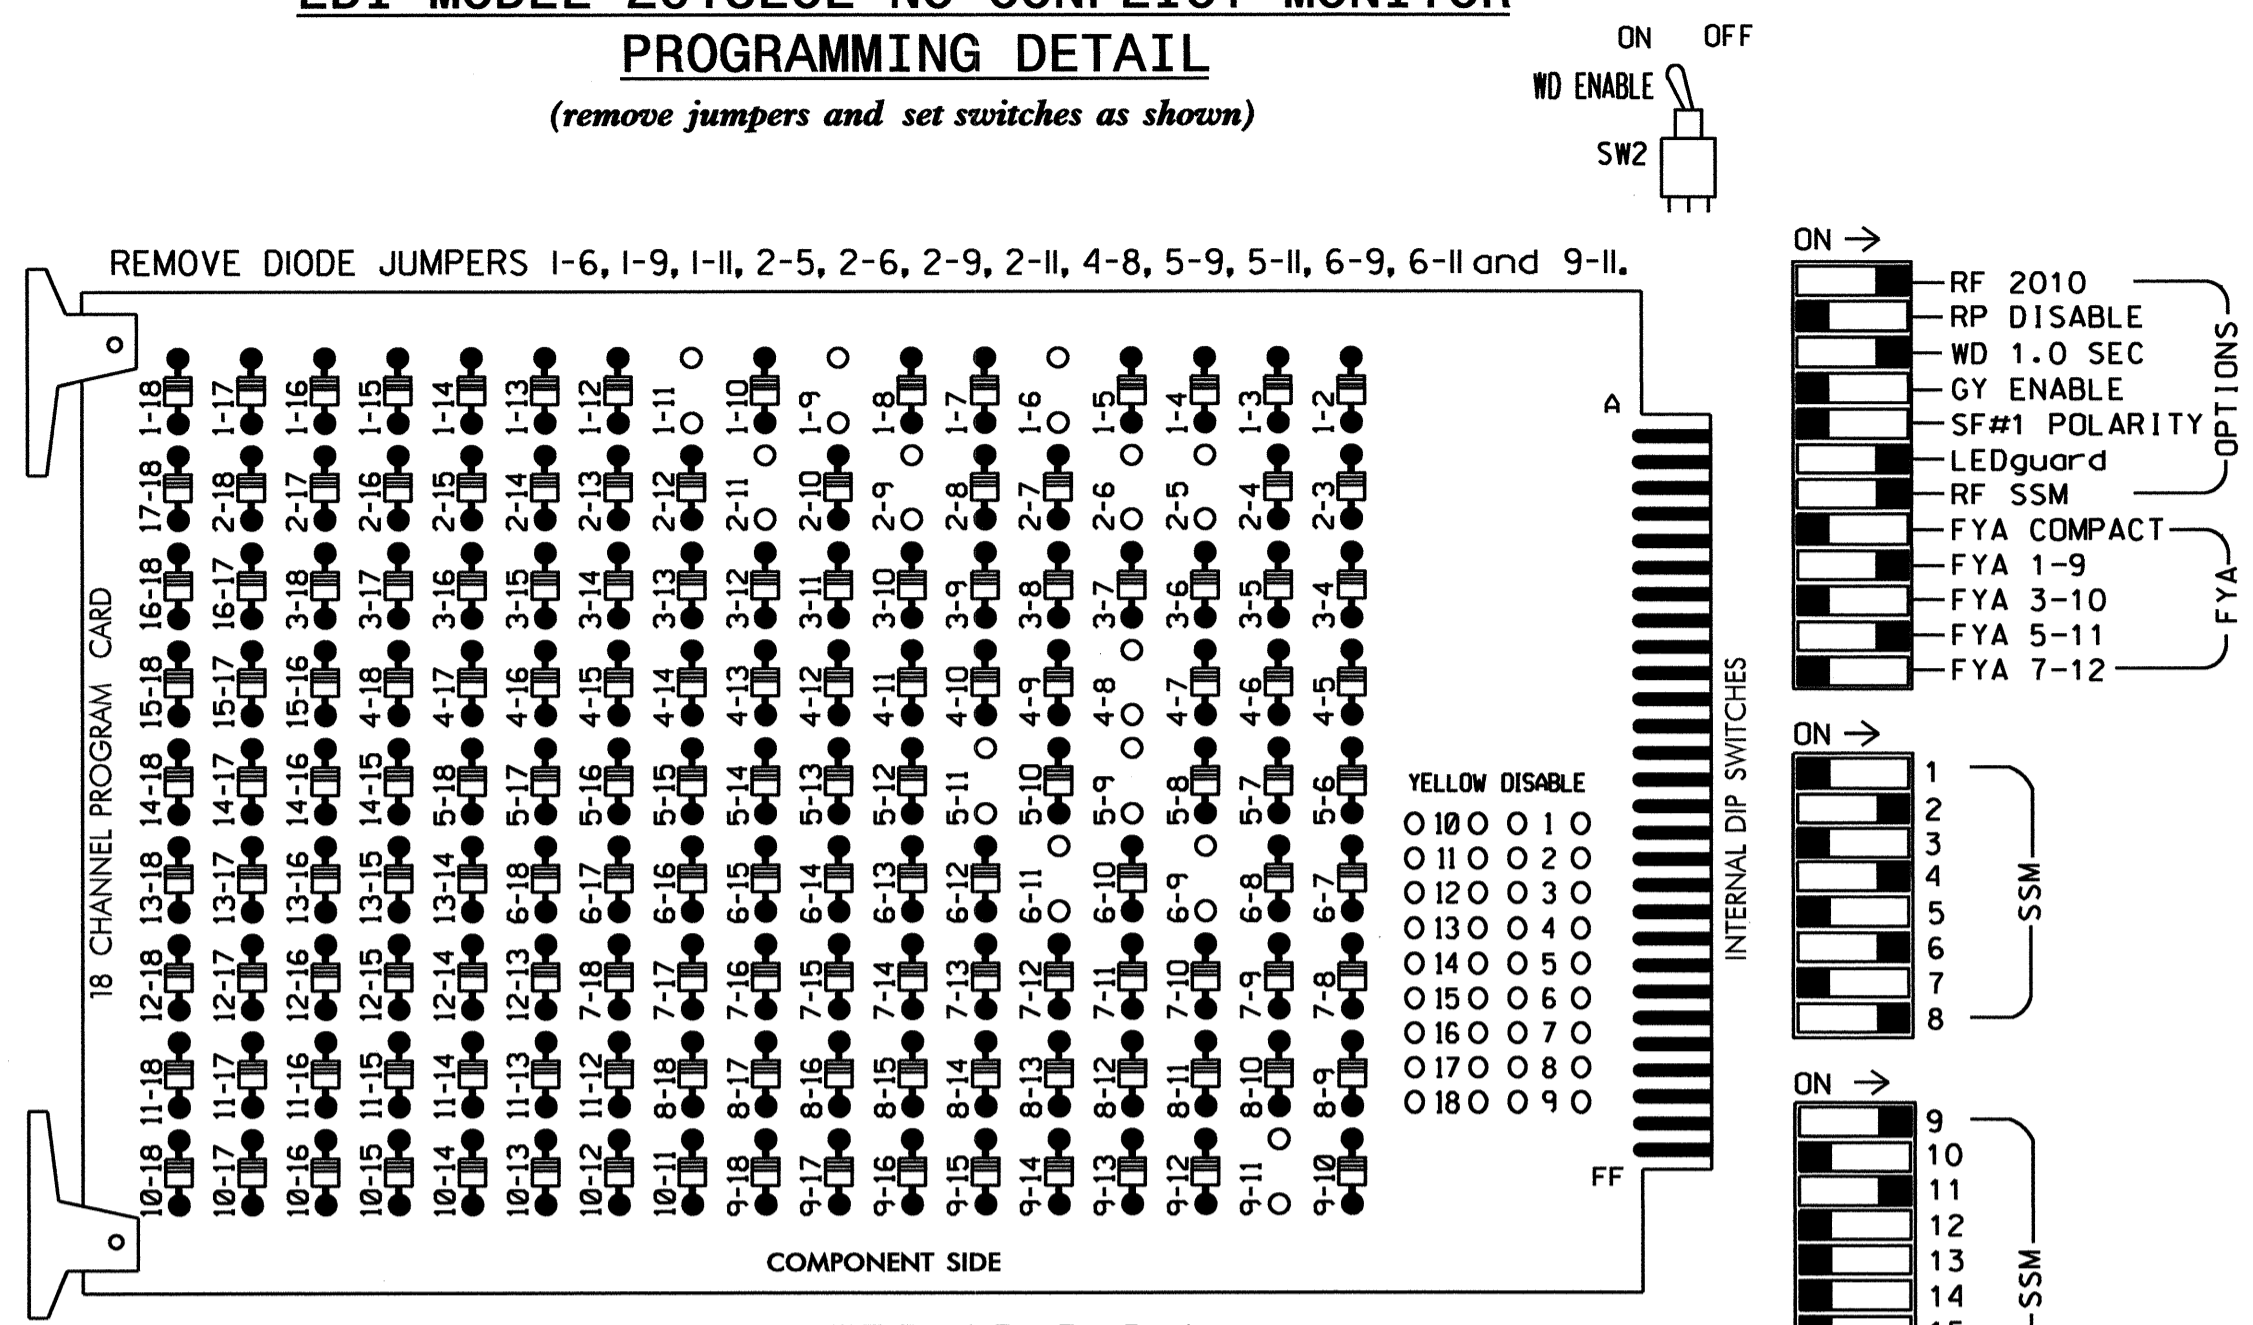 PROGRAMMING DETAIL
(remove jumpers and set switches as shown)
ON OFF
WD ENABLE
SW2
REMOVE DIODE JUMPERS 1-6, 1-9, 1-11, 2-5, 2-6, 2-9, 2-11, 4-8, 5-9, 5-11, 6-9, 6-11 and 9-11.
18 CHANNEL PROGRAM CARD
1-18 1-17 1-16 1-15 1-14 1-13 1-12 1-11 1-10 1-9 1-8 1-7 1-6 1-5 1-4 1-3 1-2
17-18 2-18 2-17 2-16 2-15 2-14 2-13 2-12 2-11 2-10 2-9 2-8 2-7 2-6 2-5 2-4 2-3
16-18 16-17 3-18 3-17 3-16 3-15 3-14 3-13 3-12 3-11 3-10 3-9 3-8 3-7 3-6 3-5 3-4
15-18 15-17 15-16 4-18 4-17 4-16 4-15 4-14 4-13 4-12 4-11 4-10 4-9 4-8 4-7 4-6 4-5
14-18 14-17 14-16 14-15 5-18 5-17 5-16 5-15 5-14 5-13 5-12 5-11 5-10 5-9 5-8 5-7 5-6
13-18 13-17 13-16 13-15 13-14 6-18 6-17 6-16 6-15 6-14 6-13 6-12 6-11 6-10 6-9 6-8 6-7
12-18 12-17 12-16 12-15 12-14 12-13 7-18 7-17 7-16 7-15 7-14 7-13 7-12 7-11 7-10 7-9 7-8
11-18 11-17 11-16 11-15 11-14 11-13 11-12 8-18 8-17 8-16 8-15 8-14 8-13 8-12 8-11 8-10 8-9
10-18 10-17 10-16 10-15 10-14 10-13 10-12 10-11 9-18 9-17 9-16 9-15 9-14 9-13 9-12 9-11 9-10
YELLOW DISABLE
10 1
11 2
12 3
13 4
14 5
15 6
16 7
17 8
18 9
A
FF
COMPONENT SIDE
INTERNAL DIP SWITCHES
ON →
RF 2010
RP DISABLE
WD 1.0 SEC
GY ENABLE
SF#1 POLARITY
LEDguard
RF SSM
OPTIONS
FYA COMPACT
FYA 1-9
FYA 3-10
FYA 5-11
FYA 7-12
FYA
ON →
1
2
3
4
5
6
7
8
SSM
ON →
9
10
11
12
13
14
SSM